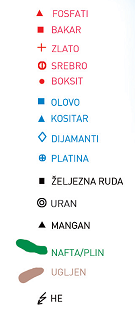 FOSFATI
BAKAR
ZLATO
SREBRO
BOKSIT
OLOVO
KOSITAR
DIJAMANTI
PLATINA
ŽELJEZNA RUDA
URAN
MANGAN
NAFTA/PLIN
UGLJEN
HE